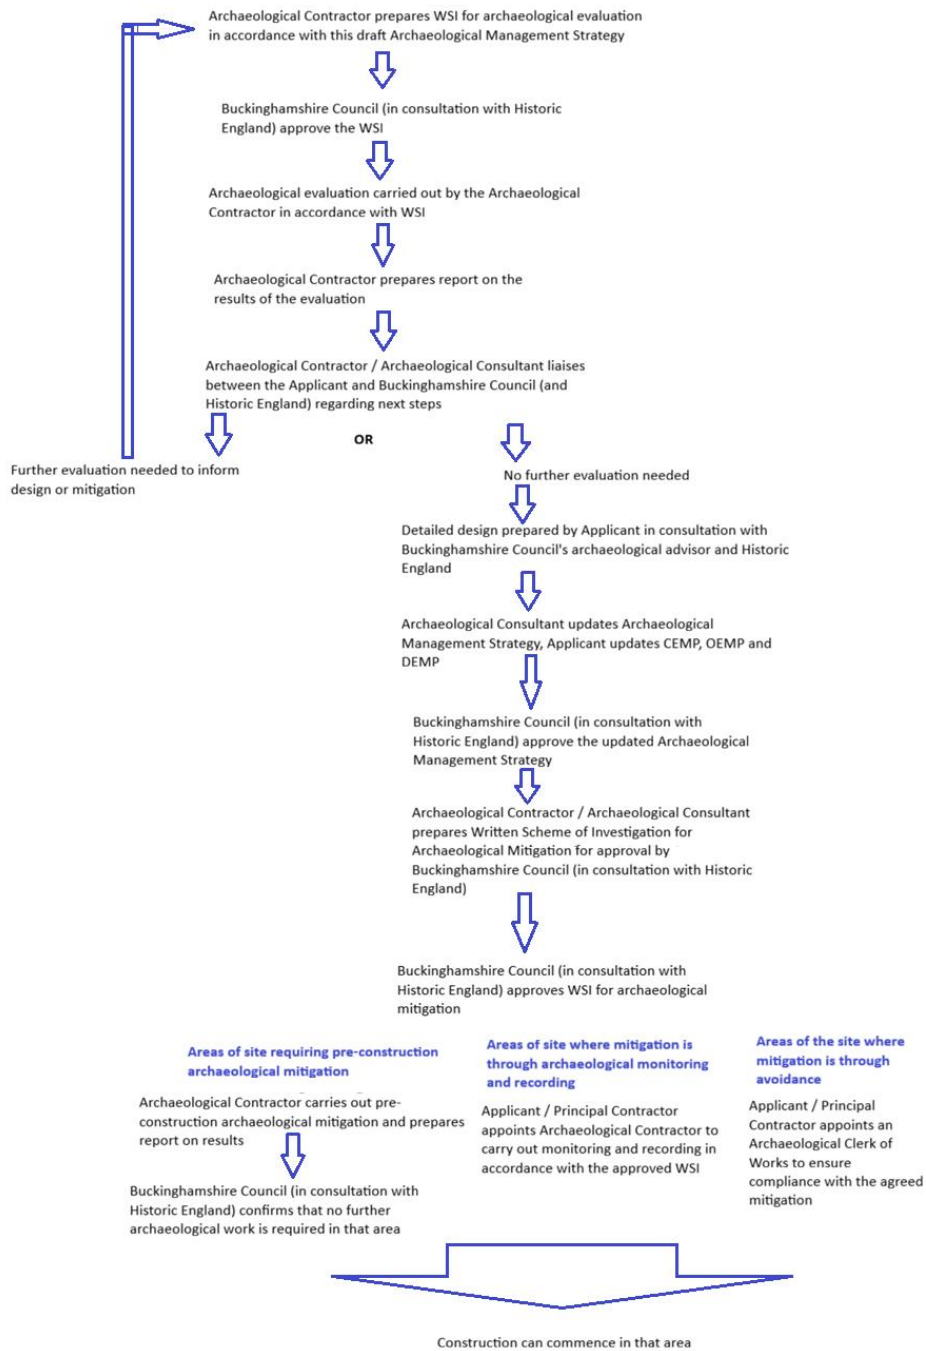 Archaeological Contractor prepares WSI for archaeological evaluation
in accordance with this draft Archaeological Management Strategy
Buckinghamshire Council (in consultation with Historic
England) approve the WSI
Archaeological evaluation carried out by the Archaeological
Contractor in accordance with WSI
Archaeological Contractor prepares report on the
results of the evaluation
Archaeological Contractor / Archaeological Consultant liaises
between the Applicant and Buckinghamshire Council (and
Historic England) regarding next steps
OR
Further evaluation needed to inform
design or mitigation
No further evaluation needed
Detailed design prepared by Applicant in consultation with
Buckinghamshire Council's archaeological advisor and Historic
England
Archaeological Consultant updates Archaeological
Management Strategy, Applicant updates CEMP, OEMP and
DEMP
Buckinghamshire Council (in consultation with
Historic England) approve the updated Archaeological
Management Strategy
Archaeological Contractor / Archaeological Consultant
prepares Written Scheme of Investigation for
Archaeological Mitigation for approval by
Buckinghamshire Council (in consultation with Historic
England)
Buckinghamshire Council (in consultation with
Historic England) approves WSI for archaeological
mitigation
Areas of site requiring pre-construction
archaeological mitigation
Archaeological Contractor carries out pre-
construction archaeological mitigation and prepares
report on results
Buckinghamshire Council (in consultation with
Historic England) confirms that no further
archaeological work is required in that area
Areas of site where mitigation is
through archaeological monitoring
and recording
Applicant / Principal Contractor
appoints Archaeological Contractor to
carry out monitoring and recording in
accordance with the approved WSI
Areas of the site where
mitigation is through
avoidance
Applicant / Principal
Contractor appoints an
Archaeological Clerk of
Works to ensure
compliance with the agreed
mitigation
Construction can commence in that area